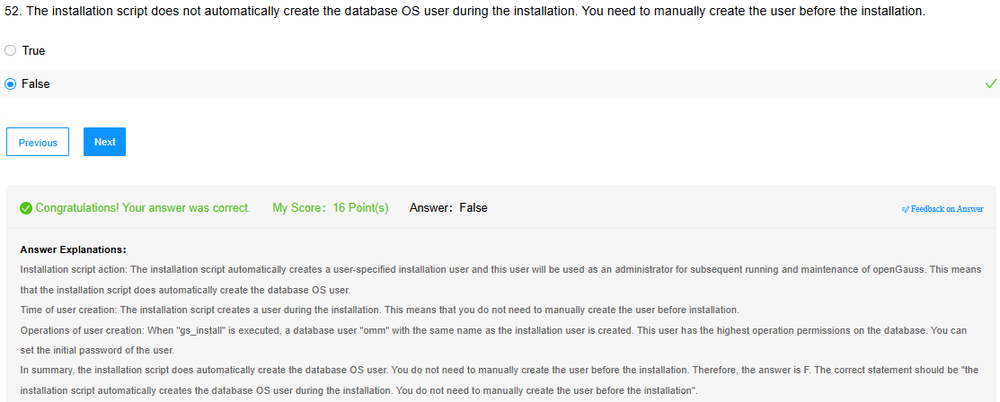 52. The installation script does not automatically create the database OS user during the installation. You need to manually create the user before the installation.
True
False
Previous
Next
Congratulations! Your answer was correct. My Score: 16 Point(s) Answer: False Feedback on Answer
Answer Explanations:
Installation script action: The installation script automatically creates a user-specified installation user and this user will be used as an administrator for subsequent running and maintenance of openGauss. This means
that the installation script does automatically create the database OS user.
Time of user creation: The installation script creates a user during the installation. This means that you do not need to manually create the user before installation.
Operations of user creation: When "gs_install" is executed, a database user "omm" with the same name as the installation user is created. This user has the highest operation permissions on the database. You can
set the initial password of the user.
In summary, the installation script does automatically create the database OS user. You do not need to manually create the user before the installation. Therefore, the answer is F. The correct statement should be "the
installation script automatically creates the database OS user during the installation. You do not need to manually create the user before the installation".